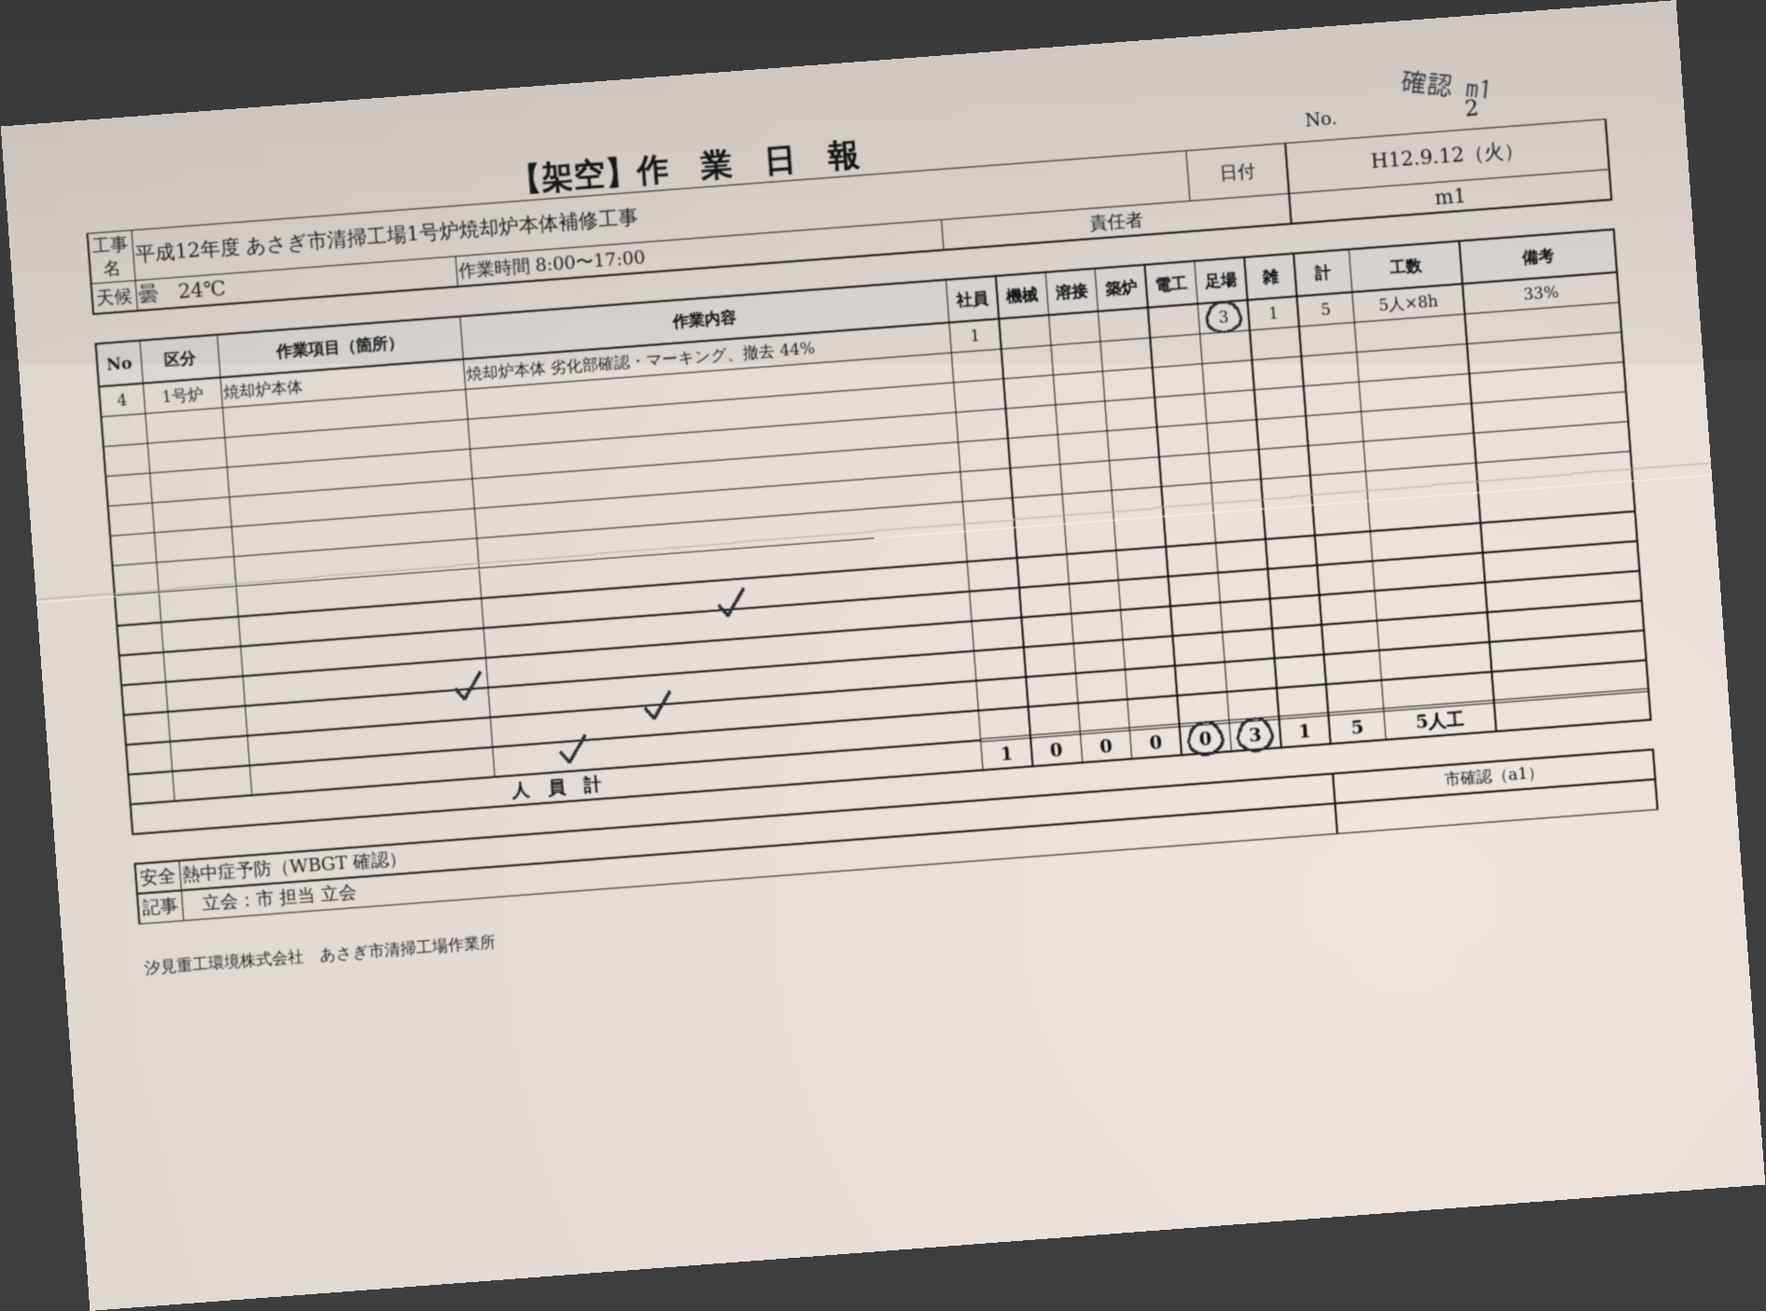 確認 m1
No. 2
【架空】作 業 日 報
工事名 平成12年度 あさぎ市清掃工場1号炉焼却炉本体補修工事 日付 H12.9.12（火）
天候 曇 24℃ 作業時間 8:00〜17:00 責任者 m1
No 区分 作業項目（箇所） 作業内容 社員 機械 溶接 築炉 電工 足場 雑 計 工数 備考
4 1号炉 焼却炉本体 焼却炉本体 劣化部確認・マーキング、撤去 44% 1 3 1 5 5人×8h 33%
人 員 計 1 0 0 0 0 3 1 5 5人工
安全 熱中症予防（WBGT 確認） 市確認（a1）
記事 立会：市 担当 立会
汐見重工環境株式会社 あさぎ市清掃工場作業所